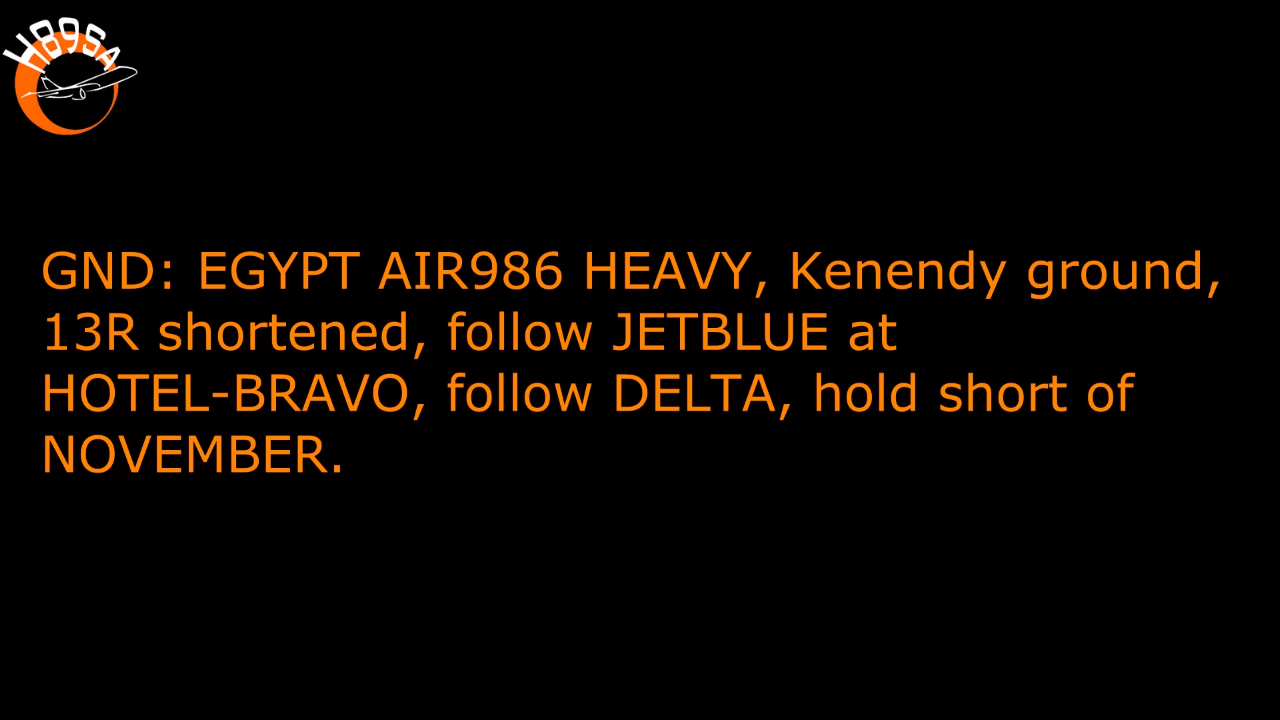 H89SA
GND: EGYPT AIR986 HEAVY, Kenendy ground,
13R shortened, follow JETBLUE at
HOTEL-BRAVO, follow DELTA, hold short of
NOVEMBER.